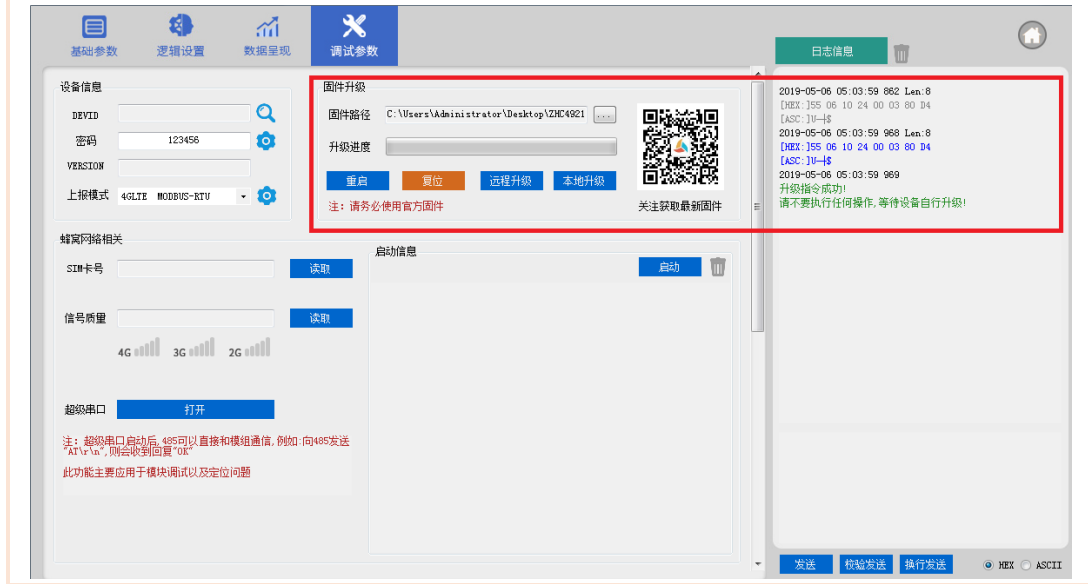 基础参数
逻辑设置
数据呈现
调试参数
设备信息
DEVID
密码 123456
VERSION
上报模式 4GLTE MODBUS-RTU
固件升级
固件路径 C:\Users\Administrator\Desktop\ZHC4921 ...
升级进度
重启 复位 远程升级 本地升级
注: 请务必使用官方固件
关注获取最新固件
蜂窝网络相关
SIM卡号 读取
信号质量 读取
4G 3G 2G
超级串口 打开
注: 超级串口启动后, 485可以直接和模组通信, 例如:向485发送
"AT\r\n", 则会收到回复"OK"
此功能主要应用于模块调试以及定位问题
启动信息
启动
日志信息
2019-05-06 05:03:59 862 Len:8
[HEX:]55 06 10 24 00 03 80 D4
[ASC:]U─┤$
2019-05-06 05:03:59 968 Len:8
[HEX:]55 06 10 24 00 03 80 D4
[ASC:]U─┤$
2019-05-06 05:03:59 969
升级指令成功!
请不要执行任何操作, 等待设备自行升级!
发送 校验发送 换行发送 HEX ASCII